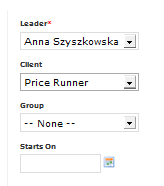 Leader*
Anna Szyszkowska
Client
Price Runner
Group
-- None --
Starts On